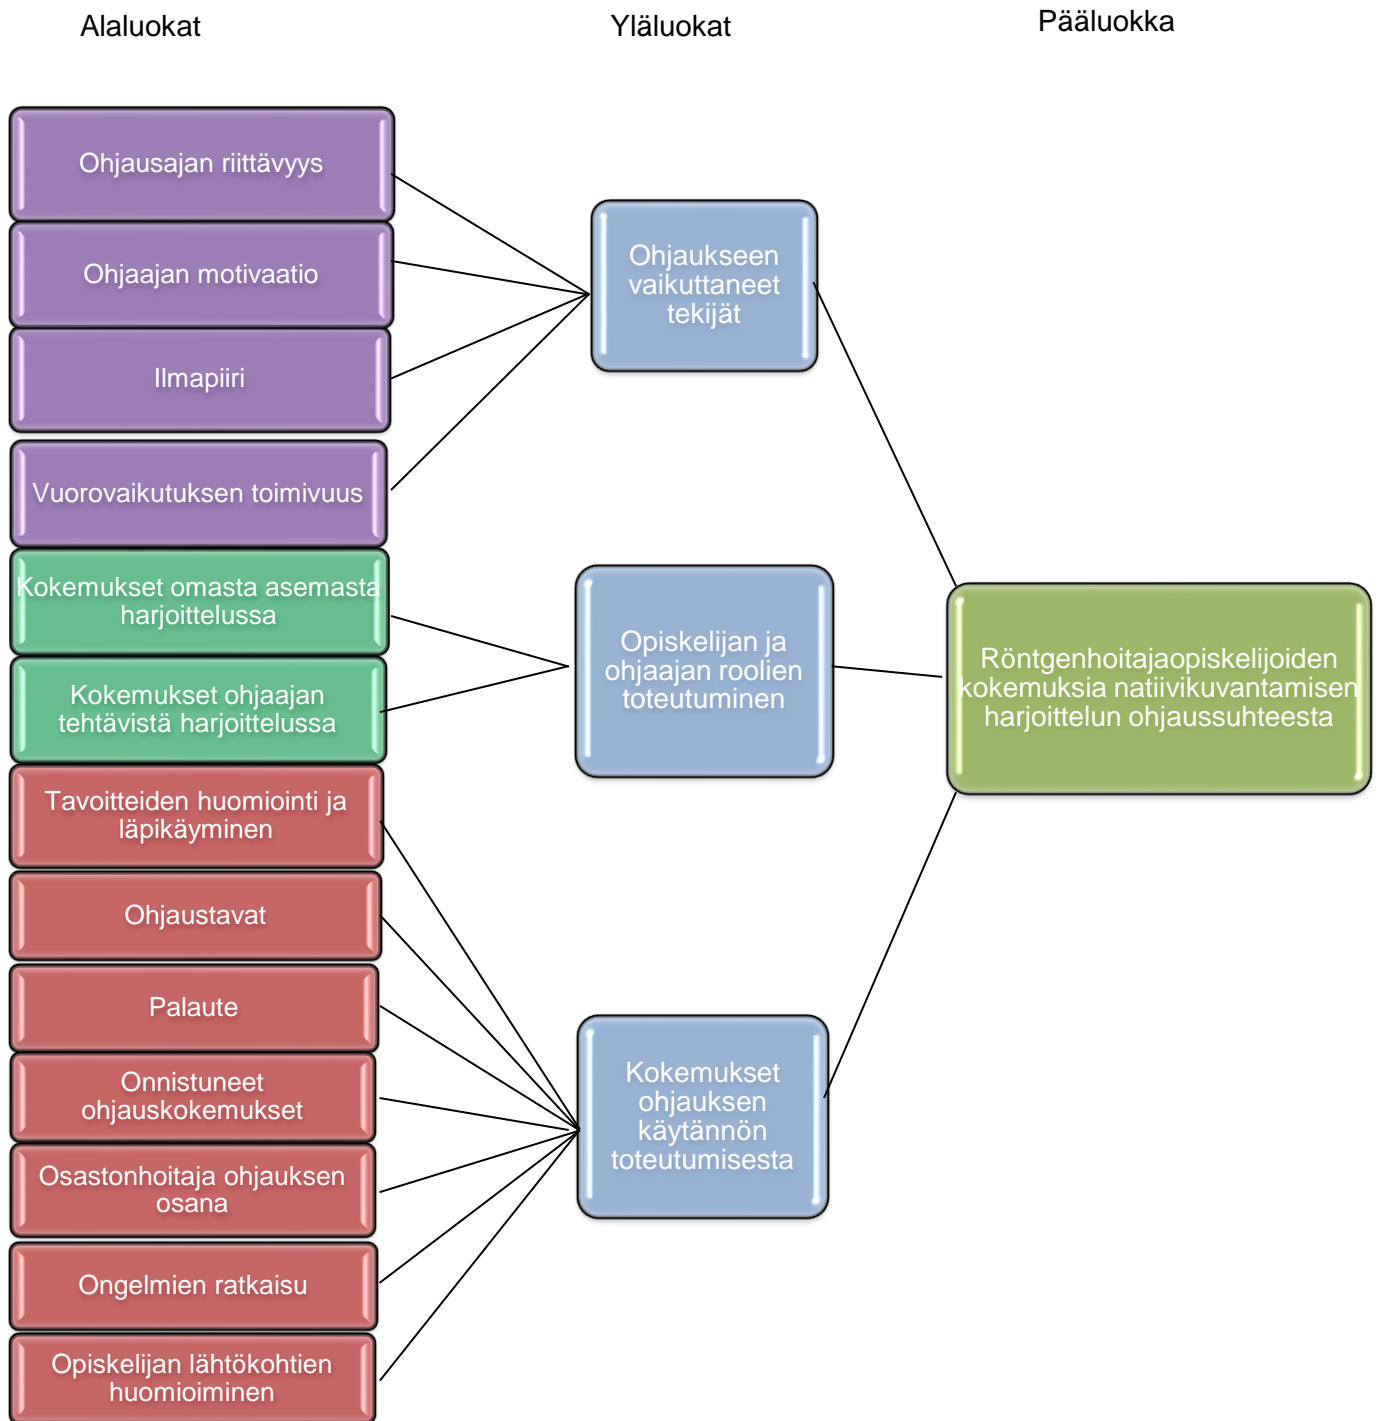 Alaluokat
Yläluokat
Pääluokka
Ohjausajan riittävyys
Ohjaajan motivaatio
Ilmapiiri
Vuorovaikutuksen toimivuus
Kokemukset omasta asemasta
harjoittelussa
Kokemukset ohjaajan
tehtävistä harjoittelussa
Tavoitteiden huomiointi ja
läpikäyminen
Ohjaustavat
Palaute
Onnistuneet
ohjauskokemukset
Osastonhoitaja ohjauksen
osana
Ongelmien ratkaisu
Opiskelijan lähtökohtien
huomioiminen
Ohjaukseen
vaikuttaneet
tekijät
Opiskelijan ja
ohjaajan roolien
toteutuminen
Kokemukset
ohjauksen
käytännön
toteutumisesta
Röntgenhoitajaopiskelijoiden
kokemuksia natiivikuvantamisen
harjoittelun ohjaussuhteesta